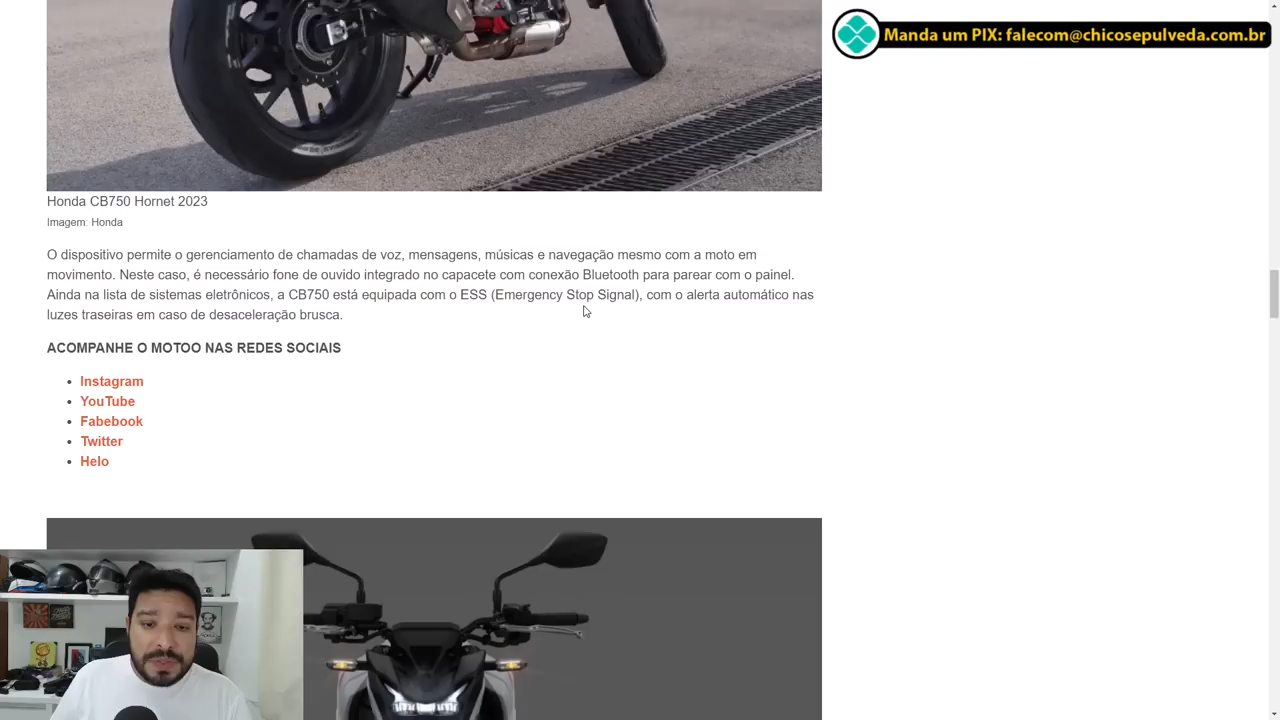 Manda um PIX: falecom@chicosepulveda.com.br
Honda CB750 Hornet 2023
Imagem: Honda
O dispositivo permite o gerenciamento de chamadas de voz, mensagens, músicas e navegação mesmo com a moto em
movimento. Neste caso, é necessário fone de ouvido integrado no capacete com conexão Bluetooth para parear com o painel.
Ainda na lista de sistemas eletrônicos, a CB750 está equipada com o ESS (Emergency Stop Signal), com o alerta automático nas
luzes traseiras em caso de desaceleração brusca.
ACOMPANHE O MOTOO NAS REDES SOCIAIS
Instagram
YouTube
Fabebook
Twitter
Helo